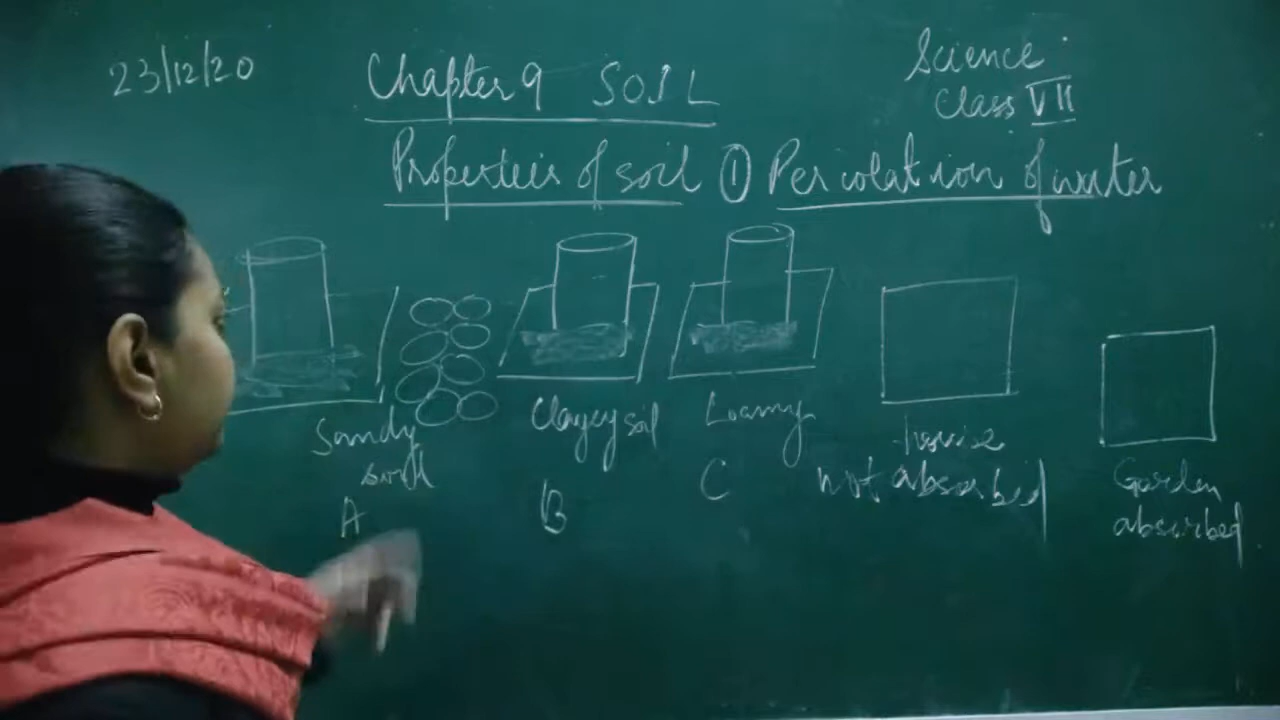 23/12/20
Chapter 9 SOIL
Science
Class VII
Properties of soil ① Percolation of water
Sandy
soil
A
Clayey soil
B
Loamy
C
house
not absorbed
Garden
absorbed